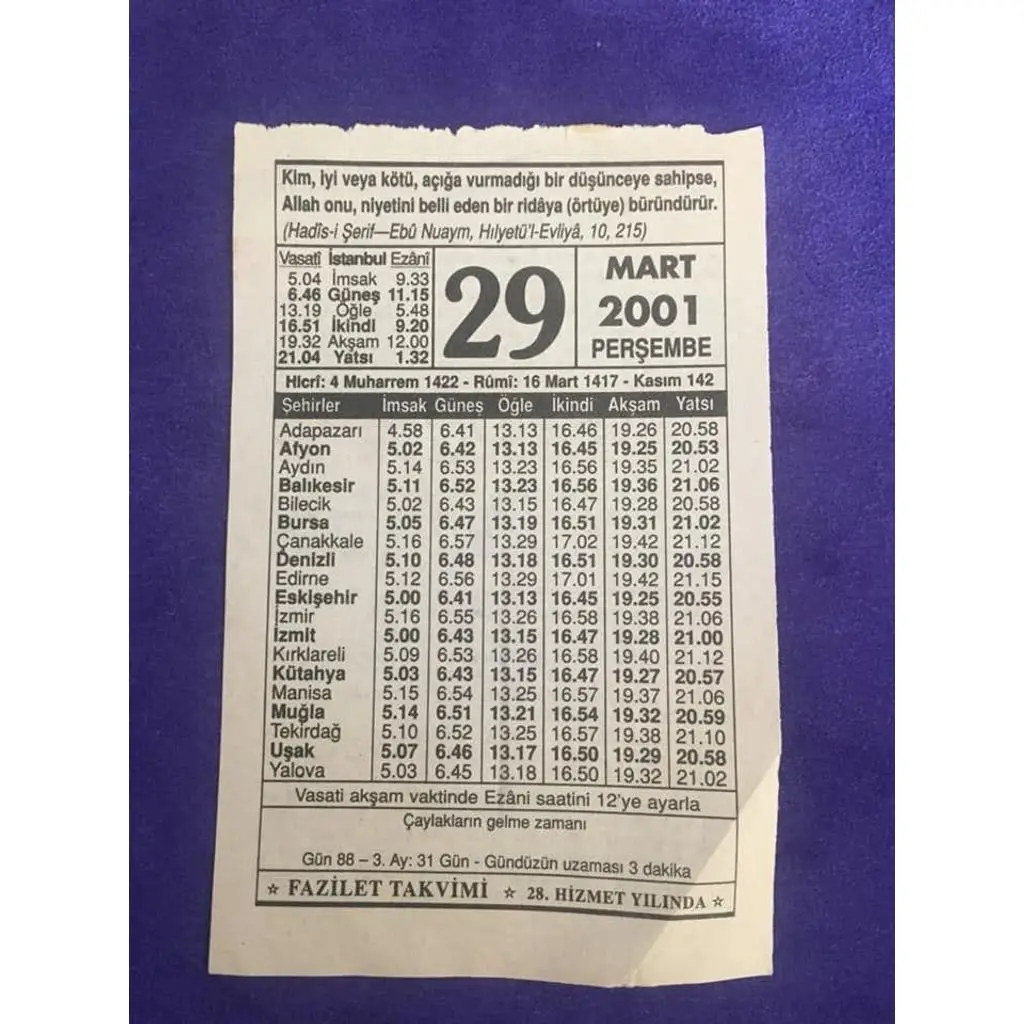 Kim, iyi veya kötü, açığa vurmadığı bir düşünceye sahipse,
Allah onu, niyetini belli eden bir ridâya (örtüye) büründürür.
(Hadîs-i Şerif—Ebû Nuaym, Hılyetü'l-Evliyâ, 10, 215)
Vasatî İstanbul Ezânî
5.04 İmsak 9.33
6.46 Güneş 11.15
13.19 Öğle 5.48
16.51 İkindi 9.20
19.32 Akşam 12.00
21.04 Yatsı 1.32
29
MART
2001
PERŞEMBE
Hicrî: 4 Muharrem 1422 - Rûmî: 16 Mart 1417 - Kasım 142
Şehirler İmsak Güneş Öğle İkindi Akşam Yatsı
Adapazarı 4.58 6.41 13.13 16.46 19.26 20.58
Afyon 5.02 6.42 13.13 16.45 19.25 20.53
Aydın 5.14 6.53 13.23 16.56 19.35 21.02
Balıkesir 5.11 6.52 13.23 16.56 19.36 21.06
Bilecik 5.02 6.43 13.15 16.47 19.28 20.58
Bursa 5.05 6.47 13.19 16.51 19.31 21.02
Çanakkale 5.16 6.57 13.29 17.02 19.42 21.12
Denizli 5.10 6.48 13.18 16.51 19.30 20.58
Edirne 5.12 6.56 13.29 17.01 19.42 21.15
Eskişehir 5.00 6.41 13.13 16.45 19.25 20.55
İzmir 5.16 6.55 13.26 16.58 19.38 21.06
İzmit 5.00 6.43 13.15 16.47 19.28 21.00
Kırklareli 5.09 6.53 13.26 16.58 19.40 21.12
Kütahya 5.03 6.43 13.15 16.47 19.27 20.57
Manisa 5.15 6.54 13.25 16.57 19.37 21.06
Muğla 5.14 6.51 13.21 16.54 19.32 20.59
Tekirdağ 5.10 6.52 13.25 16.57 19.38 21.10
Uşak 5.07 6.46 13.17 16.50 19.29 20.58
Yalova 5.03 6.45 13.18 16.50 19.32 21.02
Vasati akşam vaktinde Ezâni saatini 12'ye ayarla
Çaylakların gelme zamanı
Gün 88 – 3. Ay: 31 Gün - Gündüzün uzaması 3 dakika
☆ FAZİLET TAKVİMİ ☆ 28. HİZMET YILINDA ☆